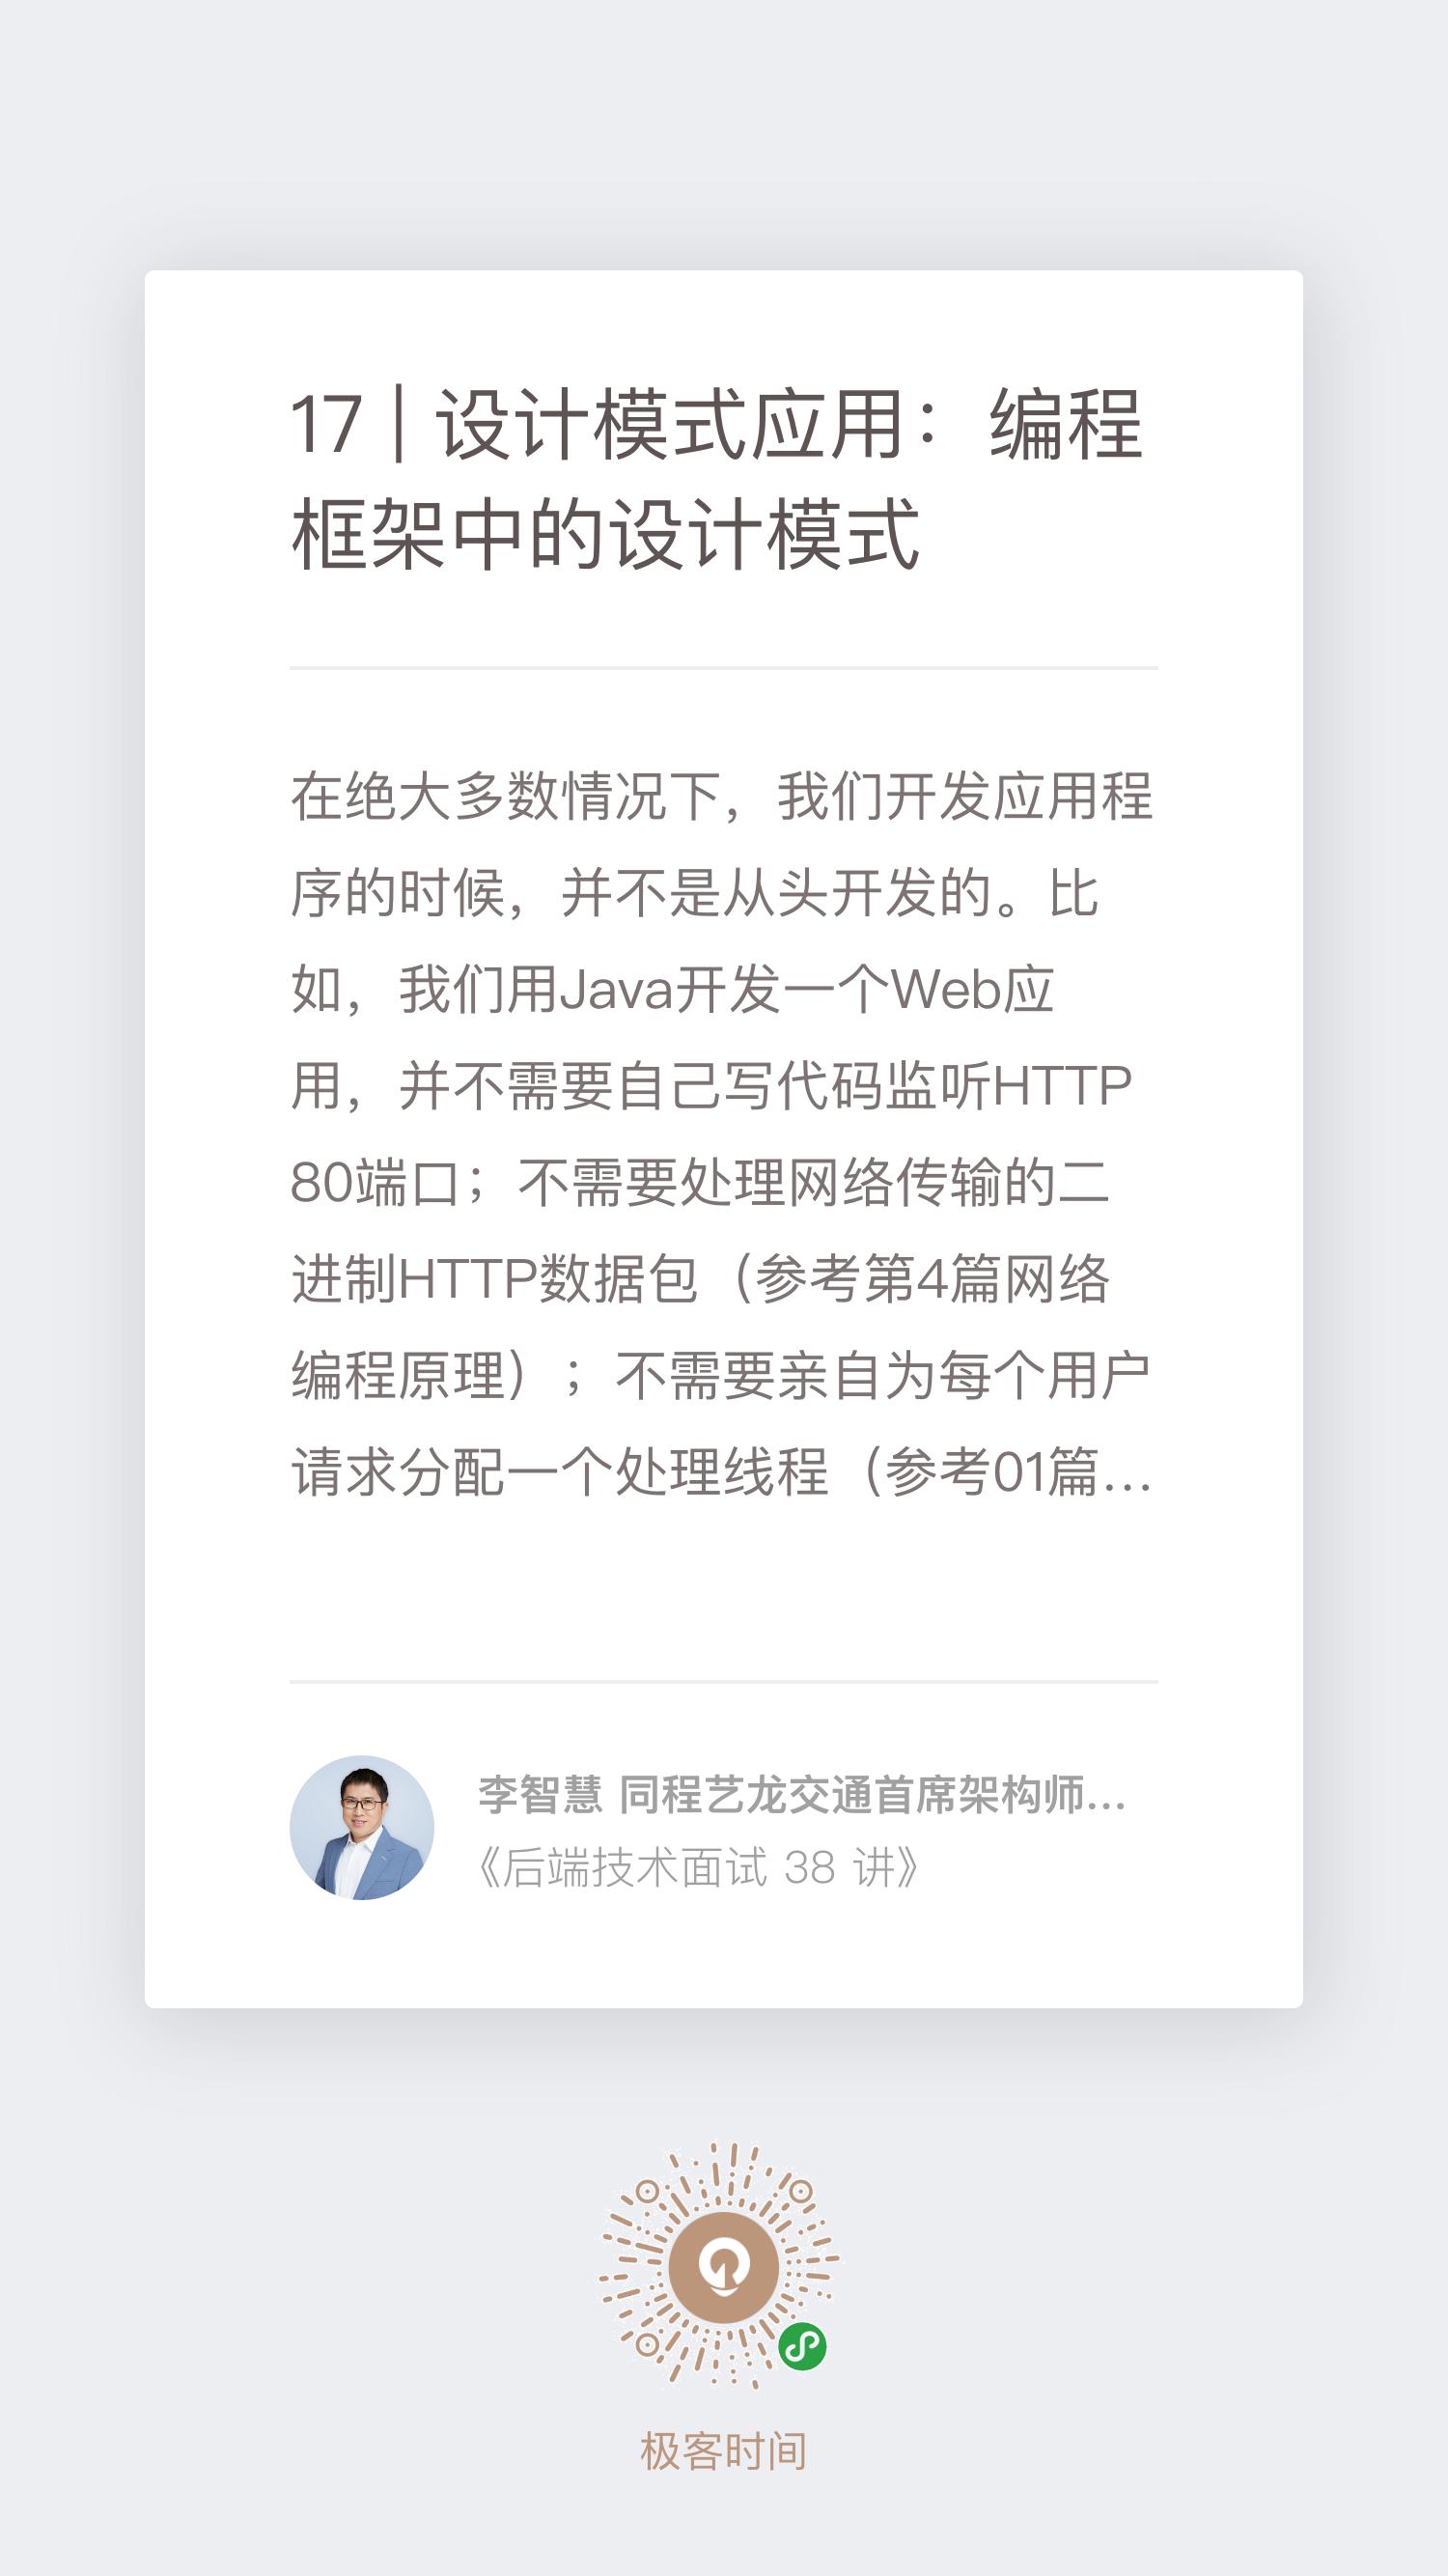 17 | 设计模式应用：编程
框架中的设计模式
在绝大多数情况下，我们开发应用程
序的时候，并不是从头开发的。比
如，我们用Java开发一个Web应
用，并不需要自己写代码监听HTTP
80端口；不需要处理网络传输的二
进制HTTP数据包（参考第4篇网络
编程原理）；不需要亲自为每个用户
请求分配一个处理线程（参考01篇...
李智慧 同程艺龙交通首席架构师...
《后端技术面试 38 讲》
极客时间